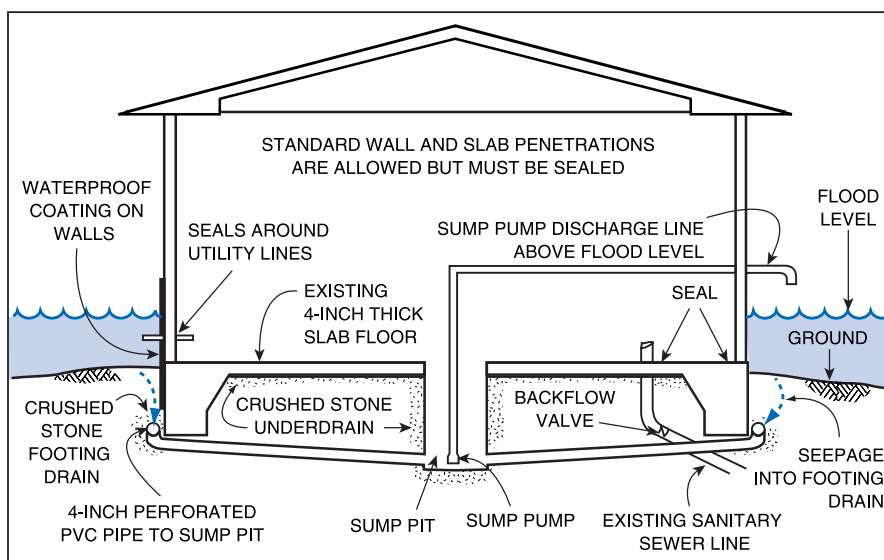 STANDARD WALL AND SLAB PENETRATIONS
ARE ALLOWED BUT MUST BE SEALED
WATERPROOF
COATING ON
WALLS
SEALS AROUND
UTILITY LINES
SUMP PUMP DISCHARGE LINE
ABOVE FLOOD LEVEL
FLOOD
LEVEL
EXISTING
4-INCH THICK
SLAB FLOOR
SEAL
GROUND
CRUSHED
STONE
FOOTING
DRAIN
CRUSHED STONE
UNDERDRAIN
BACKFLOW
VALVE
SEEPAGE
INTO FOOTING
DRAIN
4-INCH PERFORATED
PVC PIPE TO SUMP PIT
SUMP PIT
SUMP PUMP
EXISTING SANITARY
SEWER LINE